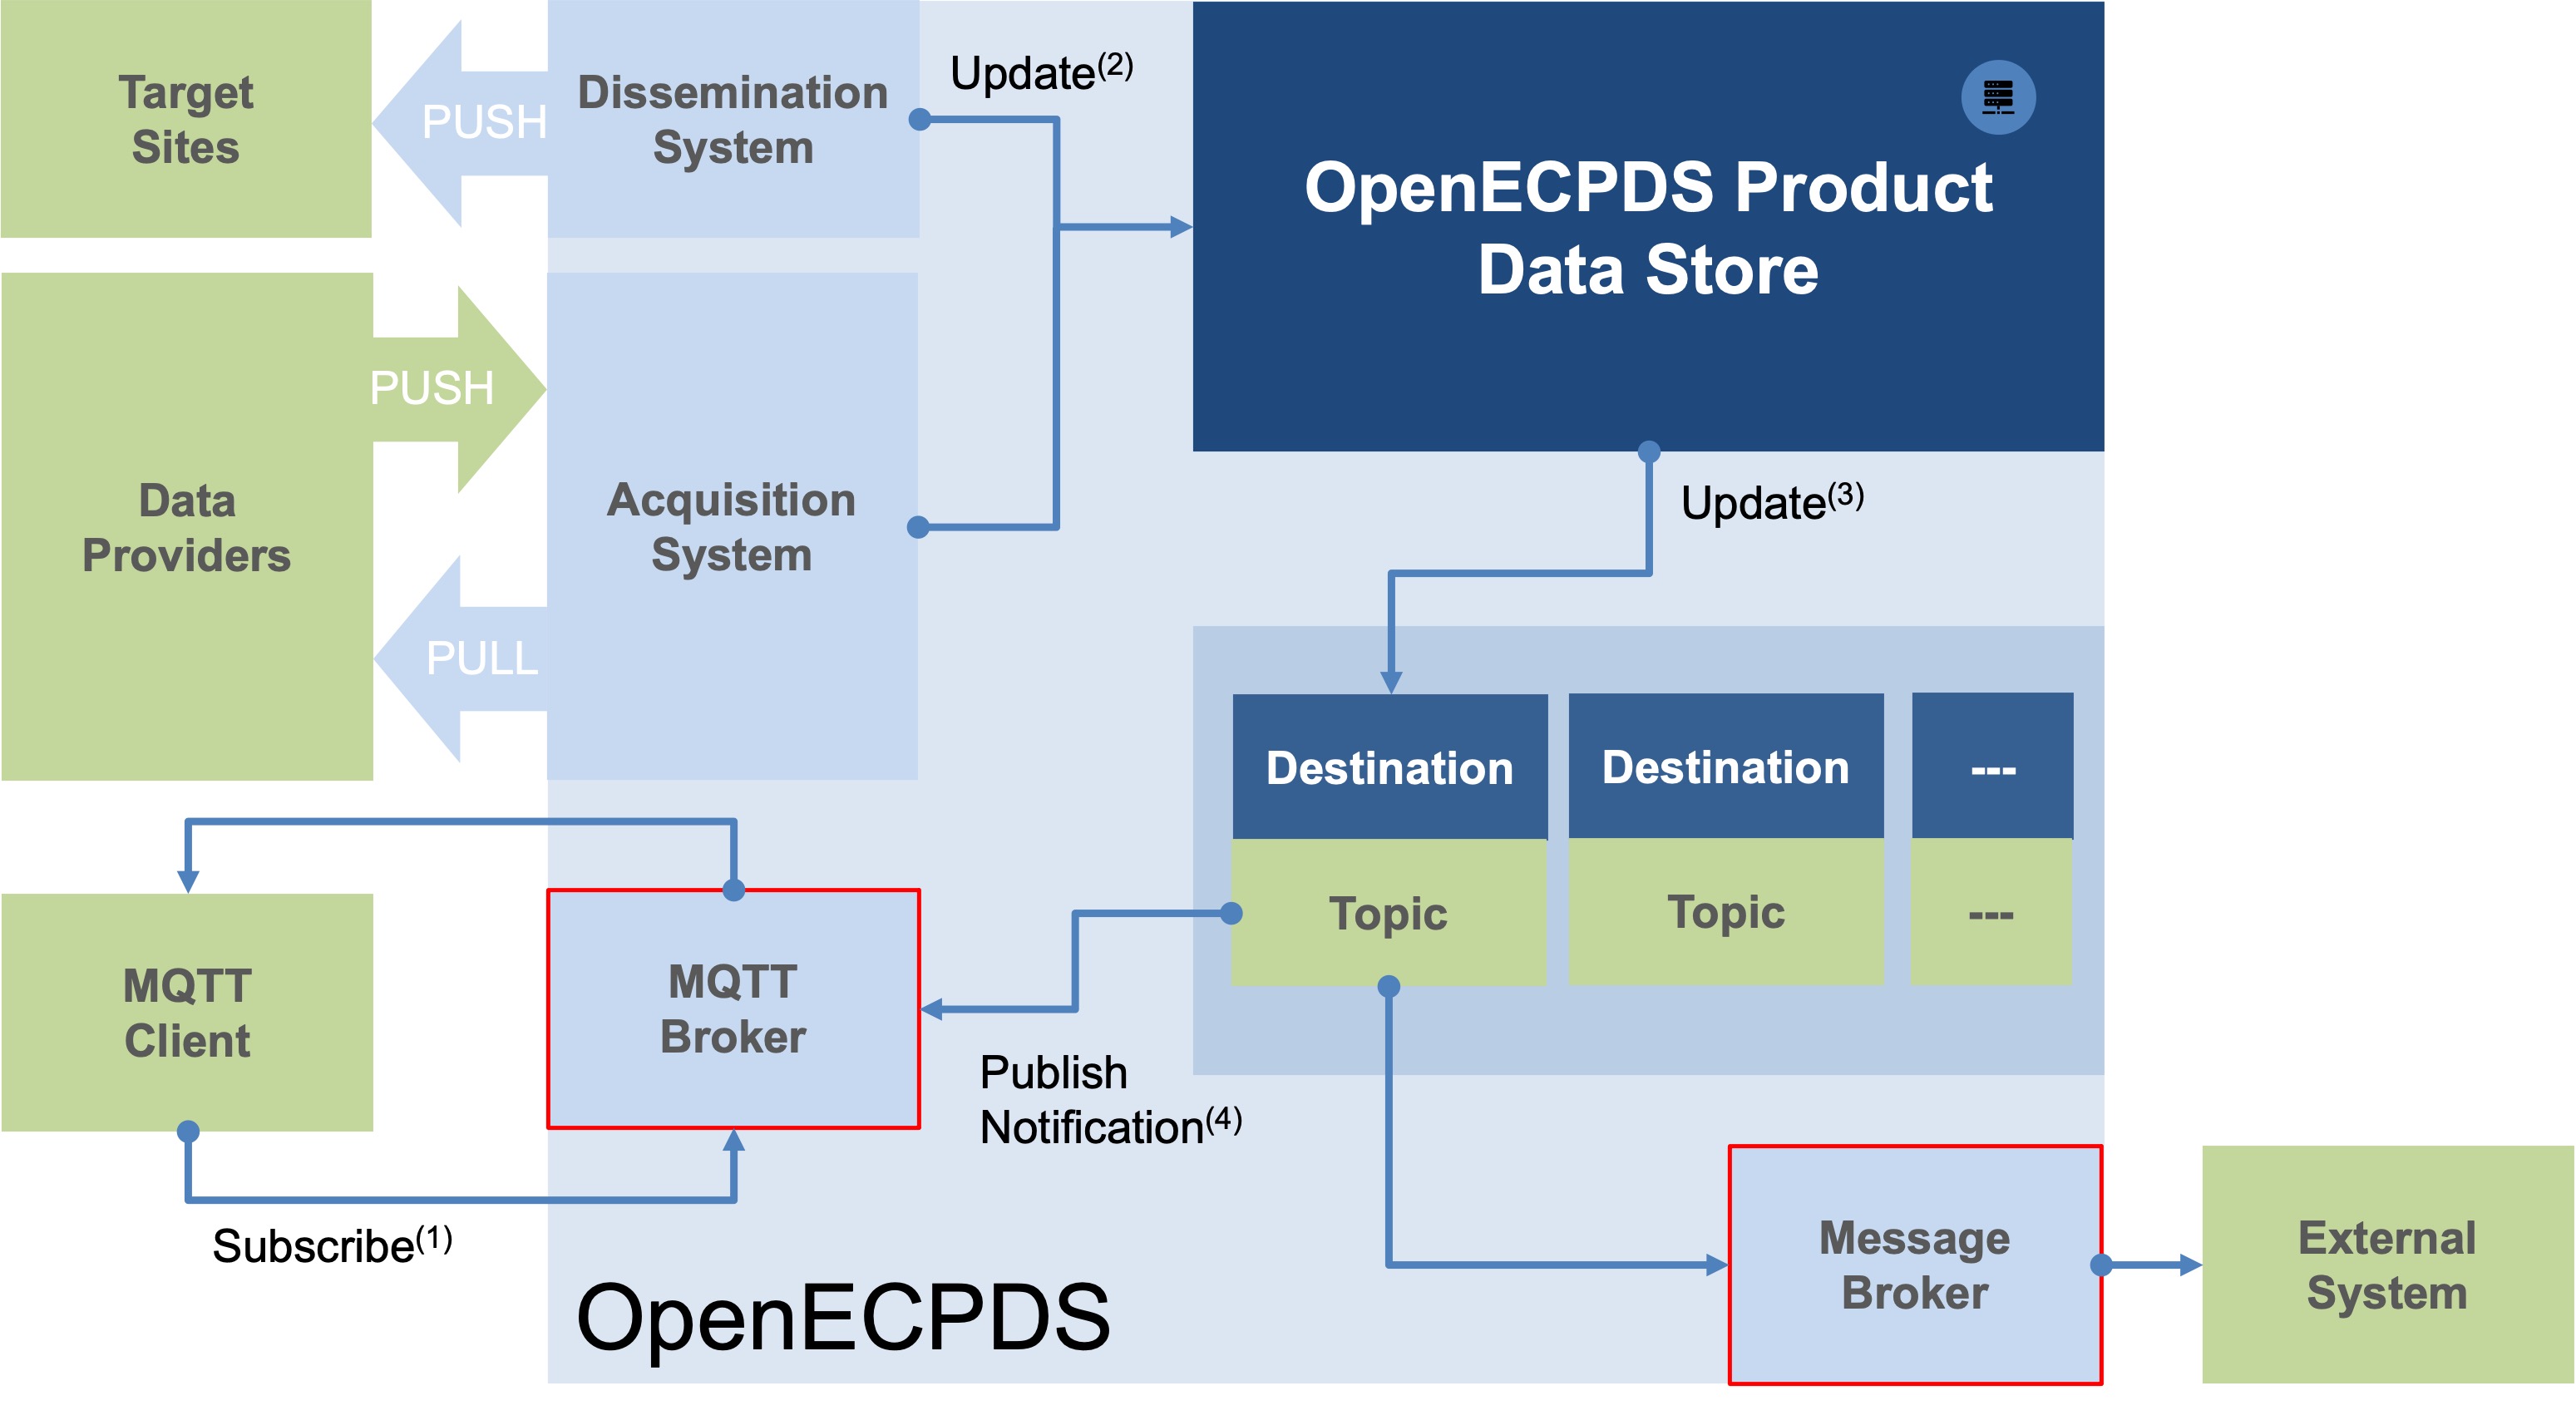 Target
Sites
PUSH
Dissemination
System
Update(2)
OpenECPDS Product
Data Store
Data
Providers
PUSH
PULL
Acquisition
System
Update(3)
Destination
Destination
---
Topic
Topic
---
MQTT
Client
MQTT
Broker
Publish
Notification(4)
Subscribe(1)
OpenECPDS
Message
Broker
External
System